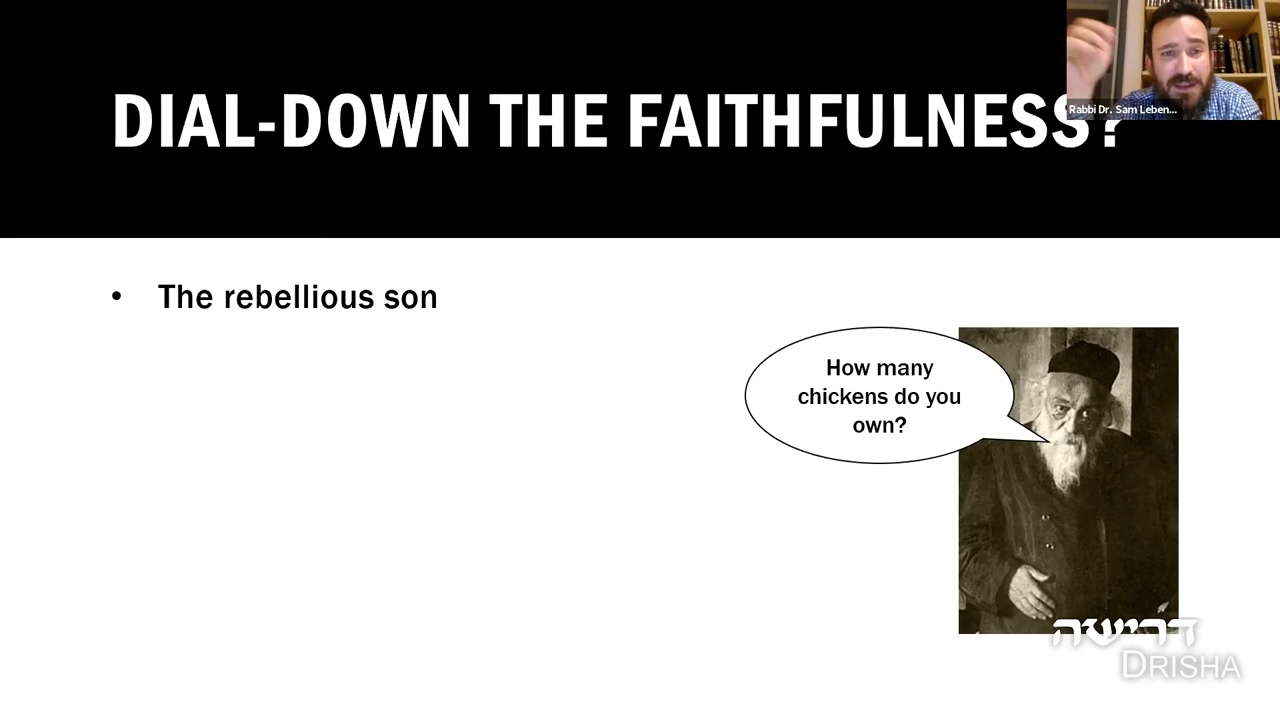 DIAL-DOWN THE FAITHFULNESS?
Rabbi Dr. Sam Leben...
• The rebellious son
How many
chickens do you
own?
דרישה
DRISHA